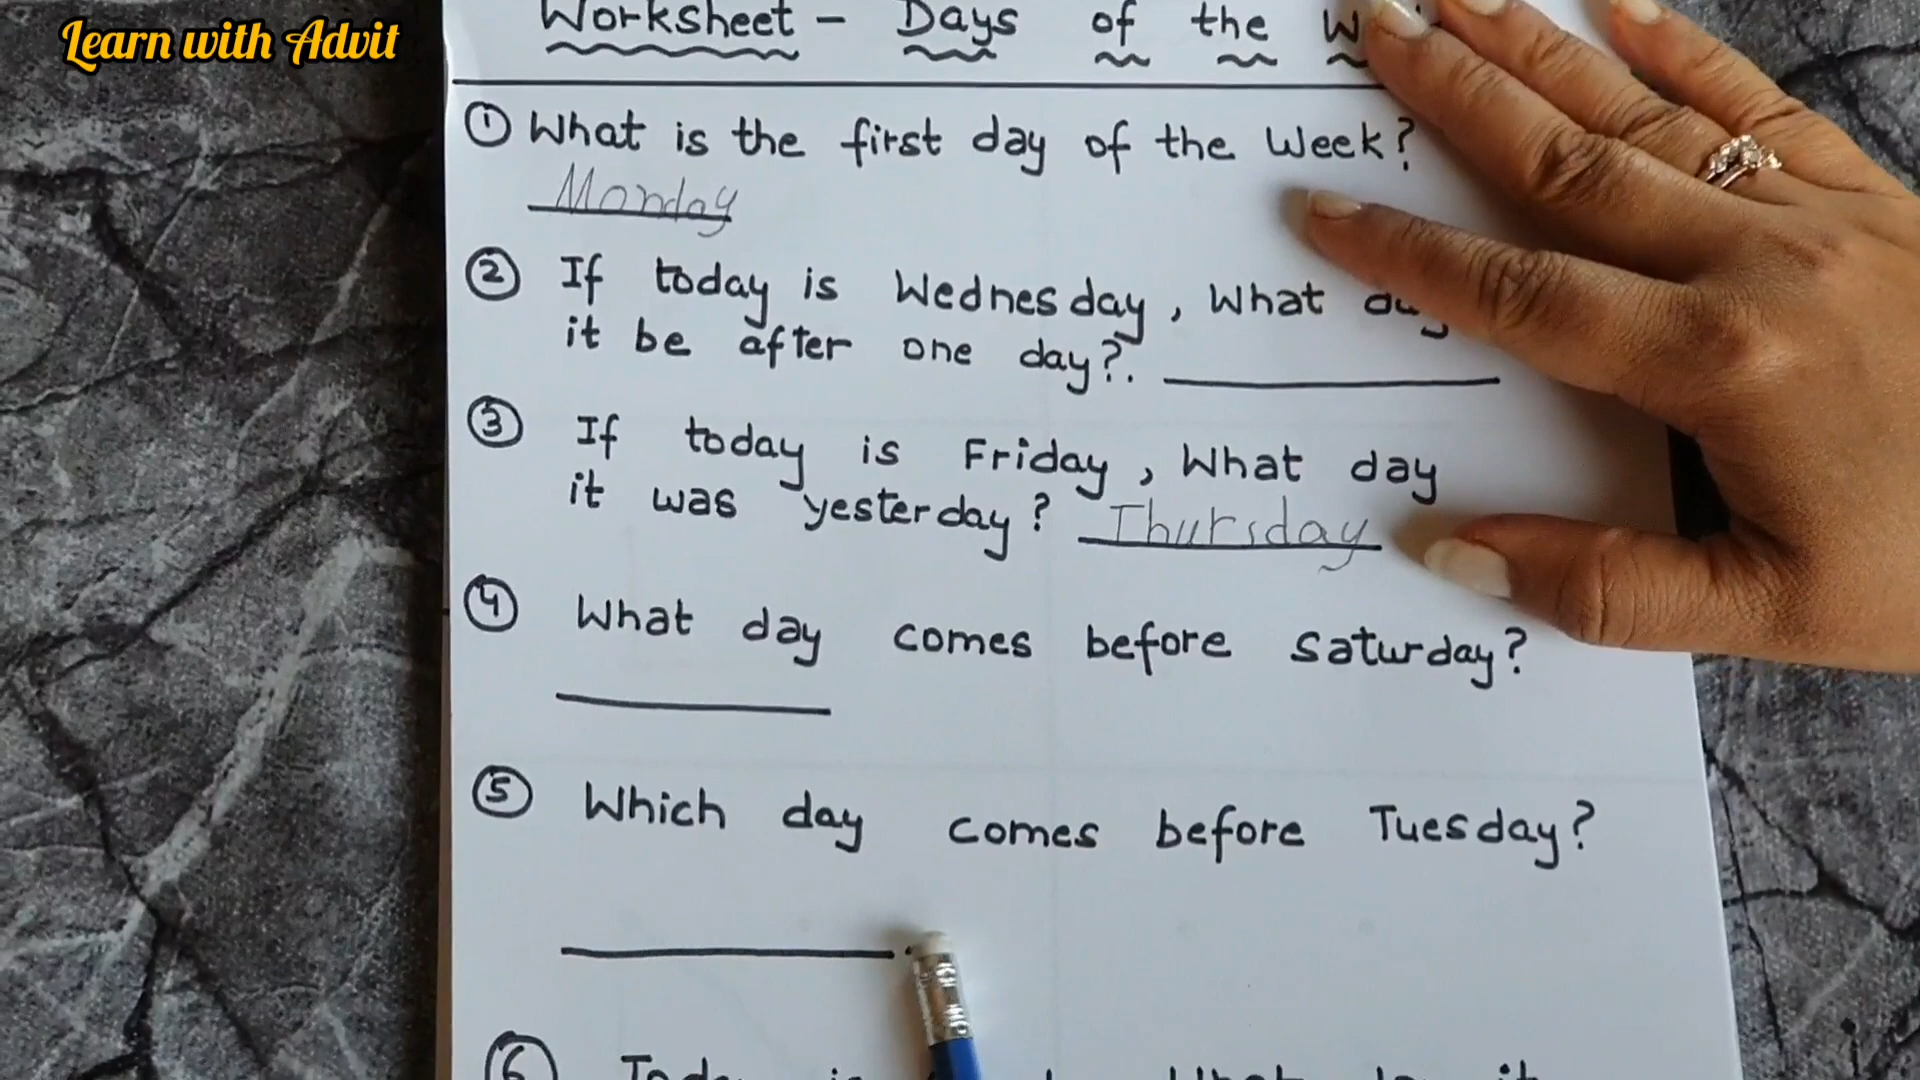 Learn with Advit
Worksheet - Days of the
① What is the first day of the Week?
Monday
② If today is Wednesday, What
it be after one day?.
③ If today is Friday, What day
it was yesterday? Thursday
④ What day comes before Saturday?
⑤ Which day comes before Tuesday?
⑥